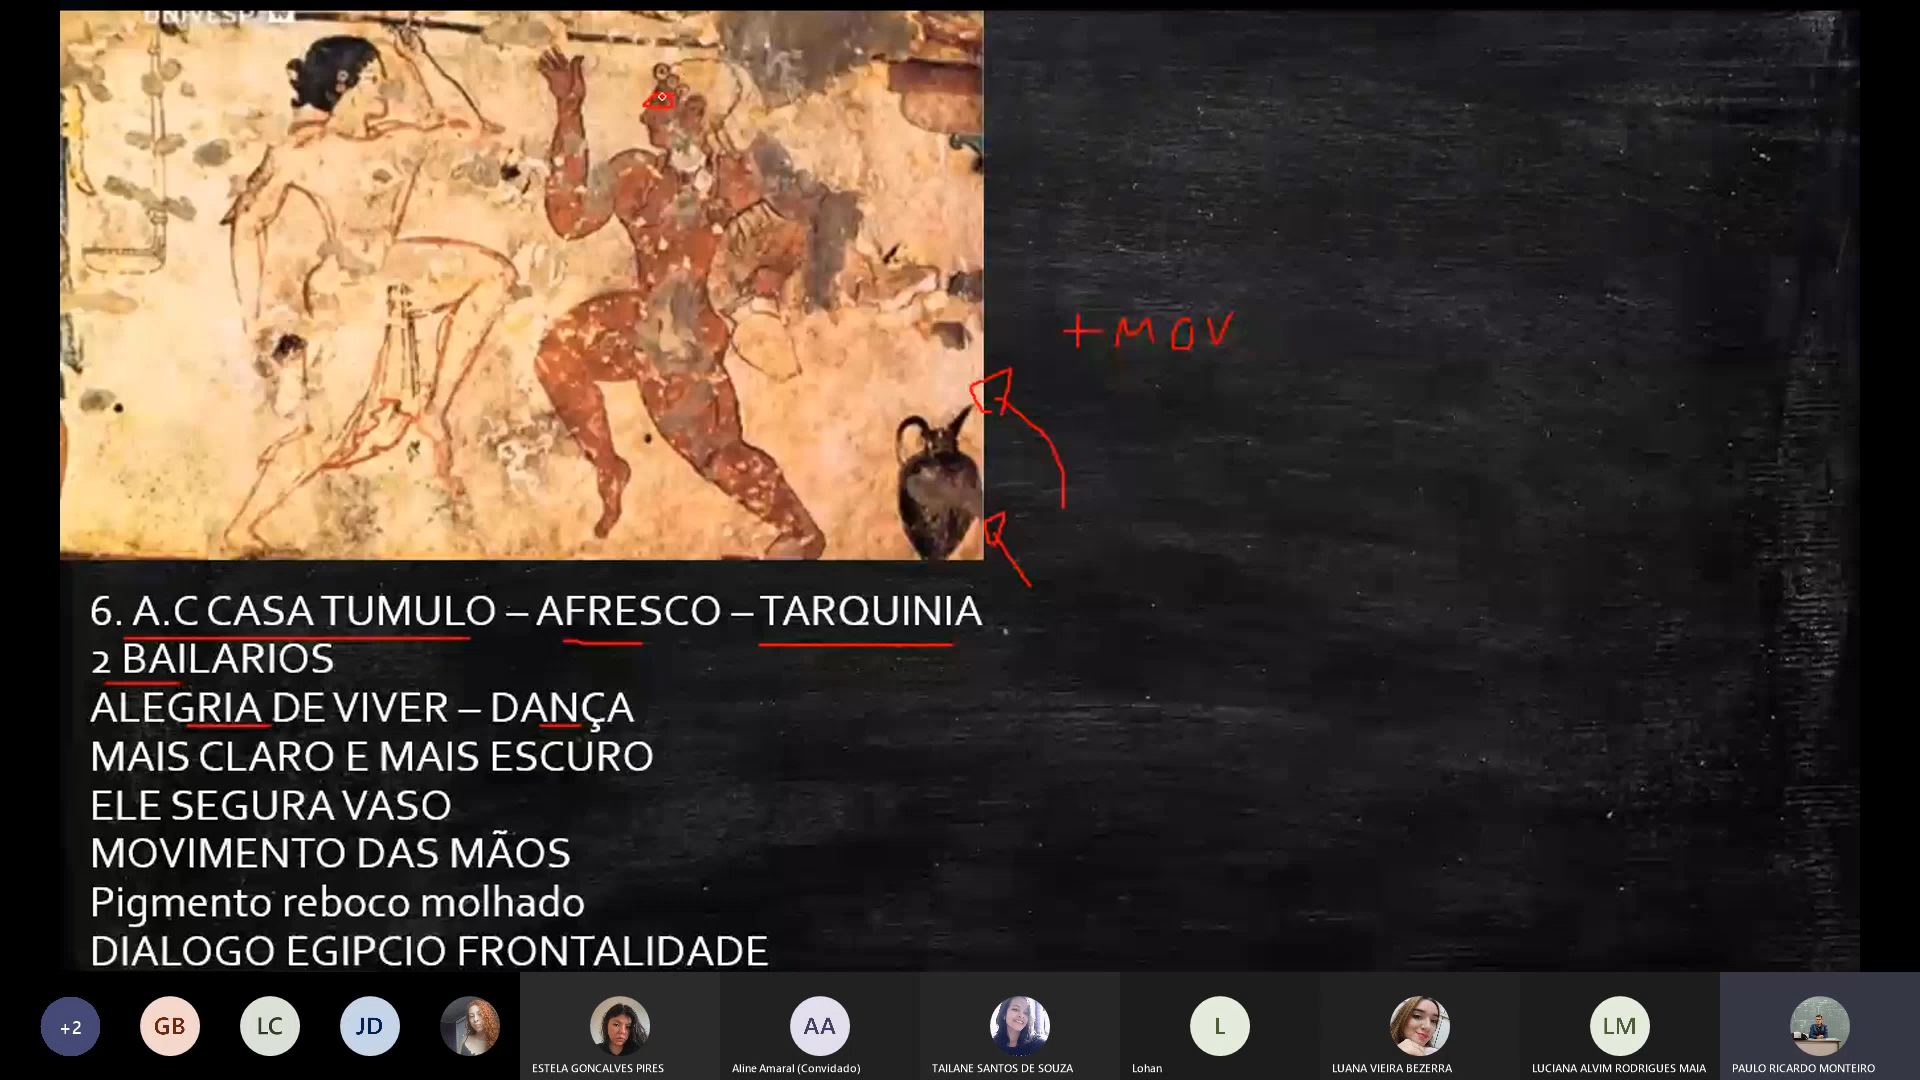 UNIVESP
+ MOV
6. A.C CASA TUMULO – AFRESCO – TARQUINIA
2 BAILARIOS
ALEGRIA DE VIVER – DANÇA
MAIS CLARO E MAIS ESCURO
ELE SEGURA VASO
MOVIMENTO DAS MÃOS
Pigmento reboco molhado
DIALOGO EGIPCIO FRONTALIDADE
+2 GB LC JD AA L LM
ESTELA GONCALVES PIRES Aline Amaral (Convidado) TAILANE SANTOS DE SOUZA Lohan LUANA VIEIRA BEZERRA LUCIANA ALVIM RODRIGUES MAIA PAULO RICARDO MONTEIRO